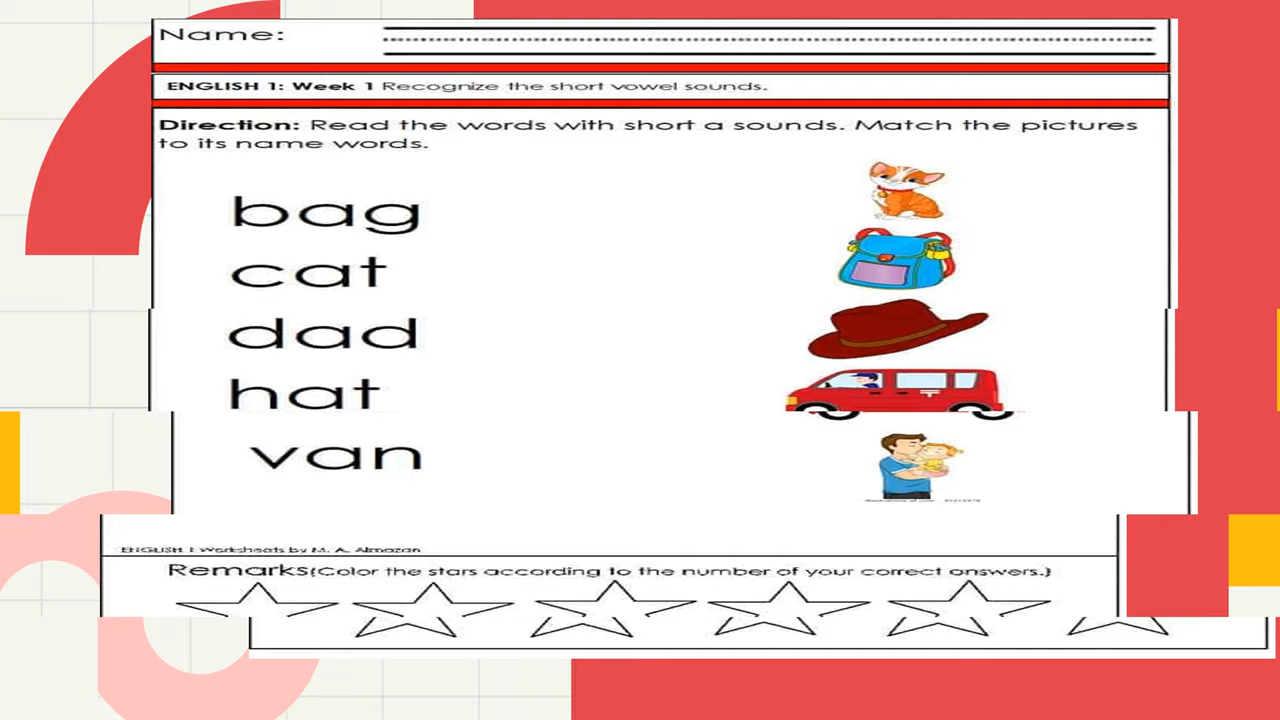 Name:
ENGLISH 1: Week 1 Recognize the short vowel sounds.
Direction: Read the words with short a sounds. Match the pictures
to its name words.
bag
cat
dad
hat
van
ENGLISH 1 Worksheets by M. A. Almazan
Remarks(Color the stars according to the number of your correct answers.)